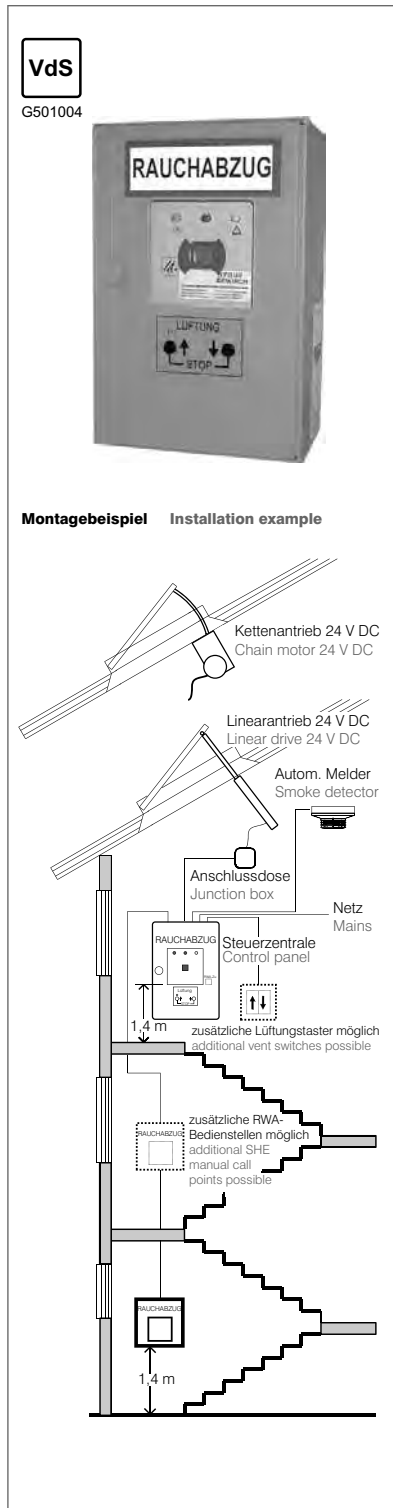 VdS
G501004
RAUCHABZUG
LÜFTUNG
STOP
Montagebeispiel Installation example
Kettenantrieb 24 V DC
Chain motor 24 V DC
Linearantrieb 24 V DC
Linear drive 24 V DC
Autom. Melder
Smoke detector
Anschlussdose
Junction box
Netz
Mains
RAUCHABZUG
Steuerzentrale
Control panel
Lüftung
STOP
1,4 m
zusätzliche Lüftungstaster möglich
additional vent switches possible
RAUCHABZUG
zusätzliche RWA-
Bedienstellen möglich
additional SHE
manual call
points possible
RAUCHABZUG
1,4 m